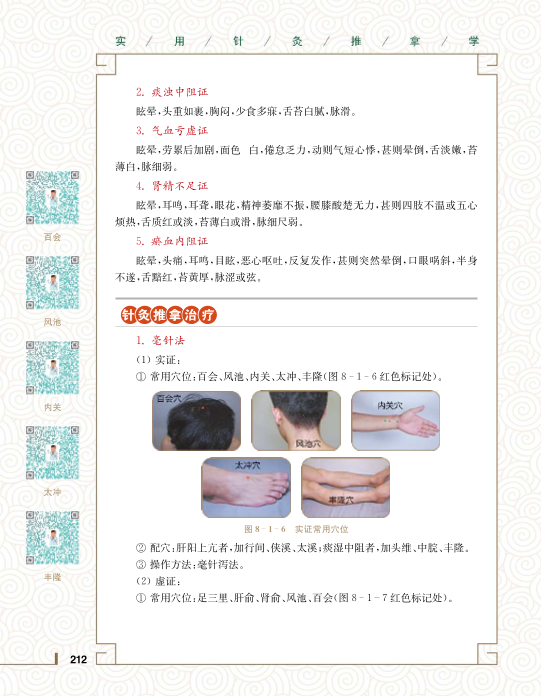 实 / 用 / 针 / 灸 / 推 / 拿 / 学
2. 痰浊中阻证
眩晕,头重如裹,胸闷,少食多寐,舌苔白腻,脉滑。
3. 气血亏虚证
眩晕,劳累后加剧,面色 白,倦怠乏力,动则气短心悸,甚则晕倒,舌淡嫩,苔
薄白,脉细弱。
4. 肾精不足证
眩晕,耳鸣,耳聋,眼花,精神萎靡不振,腰膝酸楚无力,甚则四肢不温或五心
烦热,舌质红或淡,苔薄白或滑,脉细尺弱。
5. 瘀血内阻证
眩晕,头痛,耳鸣,目眩,恶心呕吐,反复发作,甚则突然晕倒,口眼㖞斜,半身
不遂,舌黯红,苔黄厚,脉涩或弦。
针灸推拿治疗
1. 毫针法
(1) 实证:
① 常用穴位:百会、风池、内关、太冲、丰隆(图 8-1-6 红色标记处)。
百会穴
风池穴
内关穴
太冲穴
丰隆穴
图 8-1-6 实证常用穴位
② 配穴:肝阳上亢者,加行间、侠溪、太溪;痰湿中阻者,加头维、中脘、丰隆。
③ 操作方法:毫针泻法。
(2) 虚证:
① 常用穴位:足三里、肝俞、肾俞、风池、百会(图 8-1-7 红色标记处)。
百会
风池
内关
太冲
丰隆
212